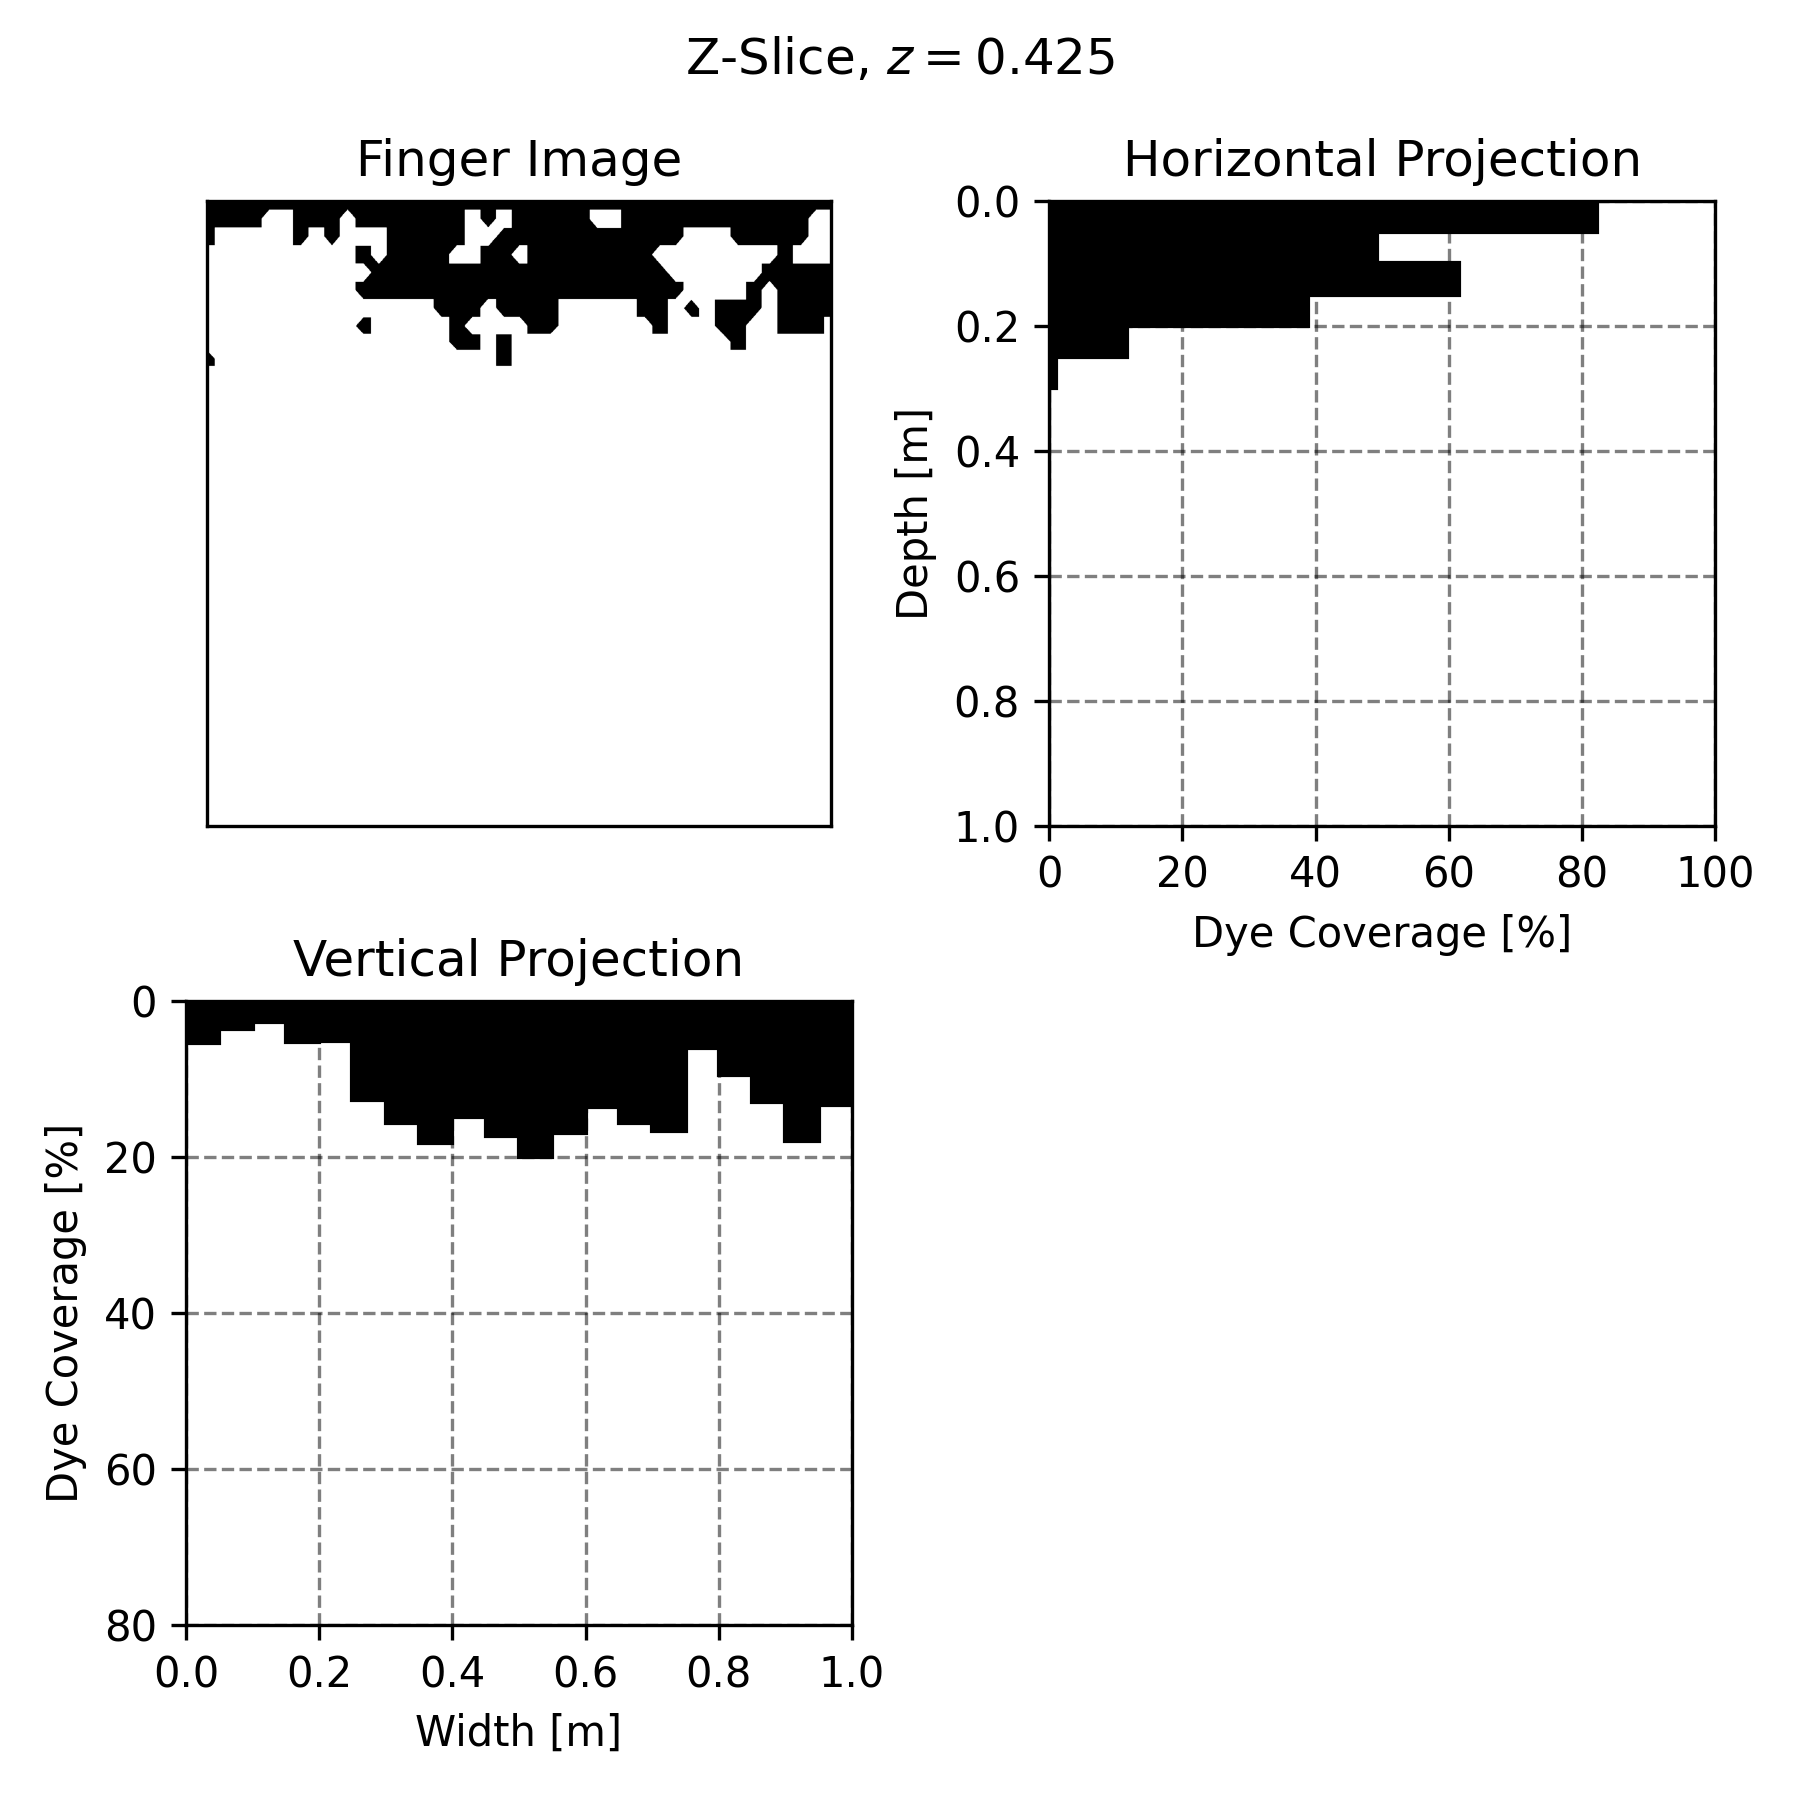 Z-Slice, z = 0.425
Finger Image
Horizontal Projection
0.0
0.2
0.4
0.6
0.8
1.0
Depth [m]
0 20 40 60 80 100
Dye Coverage [%]
Vertical Projection
0
20
40
60
80
Dye Coverage [%]
0.0 0.2 0.4 0.6 0.8 1.0
Width [m]